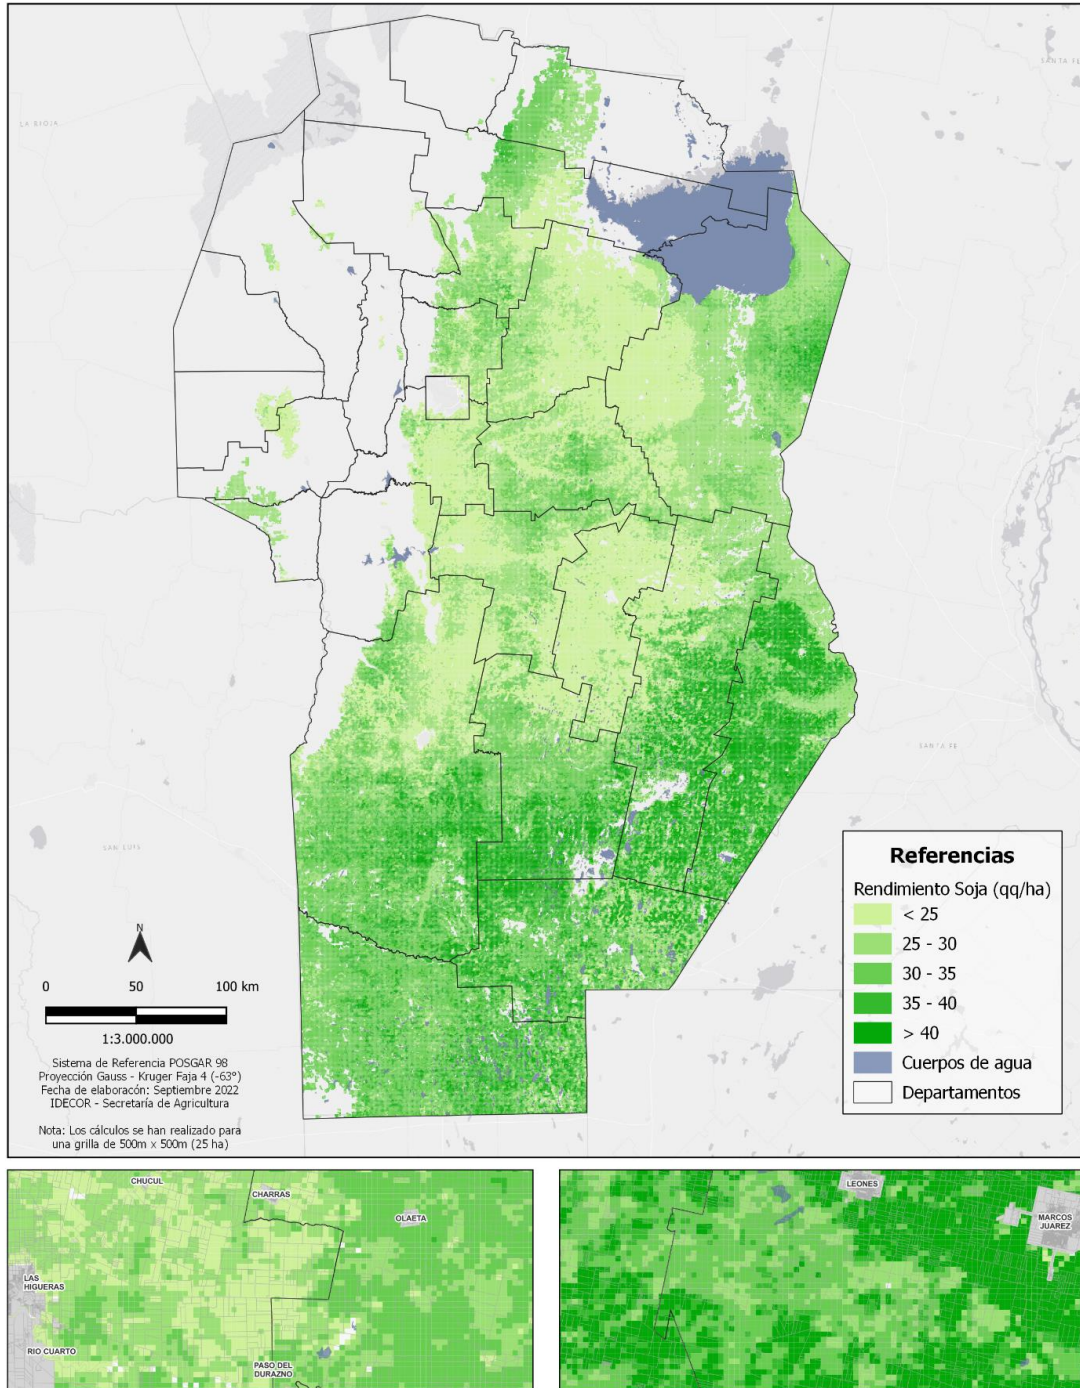 SANTA FE
LA RIOJA
SANTA FE
SAN LUIS
Referencias
Rendimiento Soja (qq/ha)
< 25
25 - 30
30 - 35
35 - 40
> 40
Cuerpos de agua
Departamentos
N
0 50 100 km
1:3.000.000
Sistema de Referencia POSGAR 98
Proyección Gauss - Kruger Faja 4 (-63°)
Fecha de elaboracón: Septiembre 2022
IDECOR - Secretaría de Agricultura
Nota: Los cálculos se han realizado para
una grilla de 500m x 500m (25 ha)
CHUCUL
CHARRAS
OLAETA
LAS
HIGUERAS
RIO CUARTO
PASO DEL
DURAZNO
LEONES
MARCOS
JUAREZ